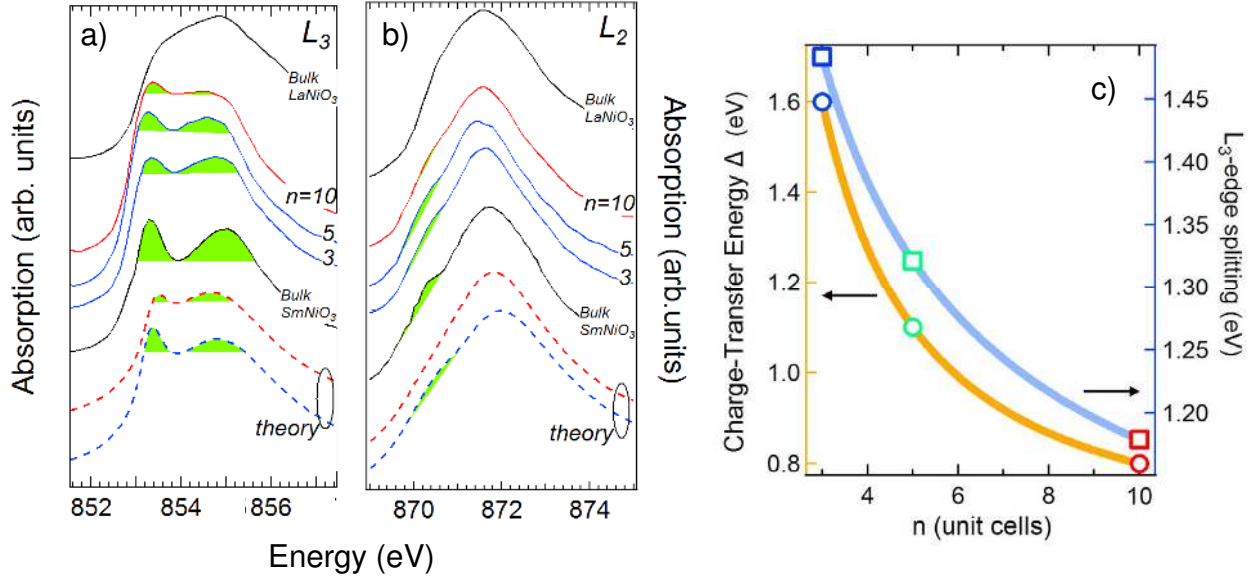 a)
L3
Bulk
LaNiO3
n=10
5
3
Bulk
SmNiO3
theory
852
854
856
Absorption (arb. units)
b)
L2
Bulk
LaNiO3
n=10
5
3
Bulk
SmNiO3
theory
870
872
874
Absorption (arb.units)
Energy (eV)
c)
Charge-Transfer Energy Δ (eV)
1.6
1.4
1.2
1.0
0.8
4
6
8
10
n (unit cells)
1.45
1.40
1.35
1.30
1.25
1.20
L3-edge splitting
(eV)